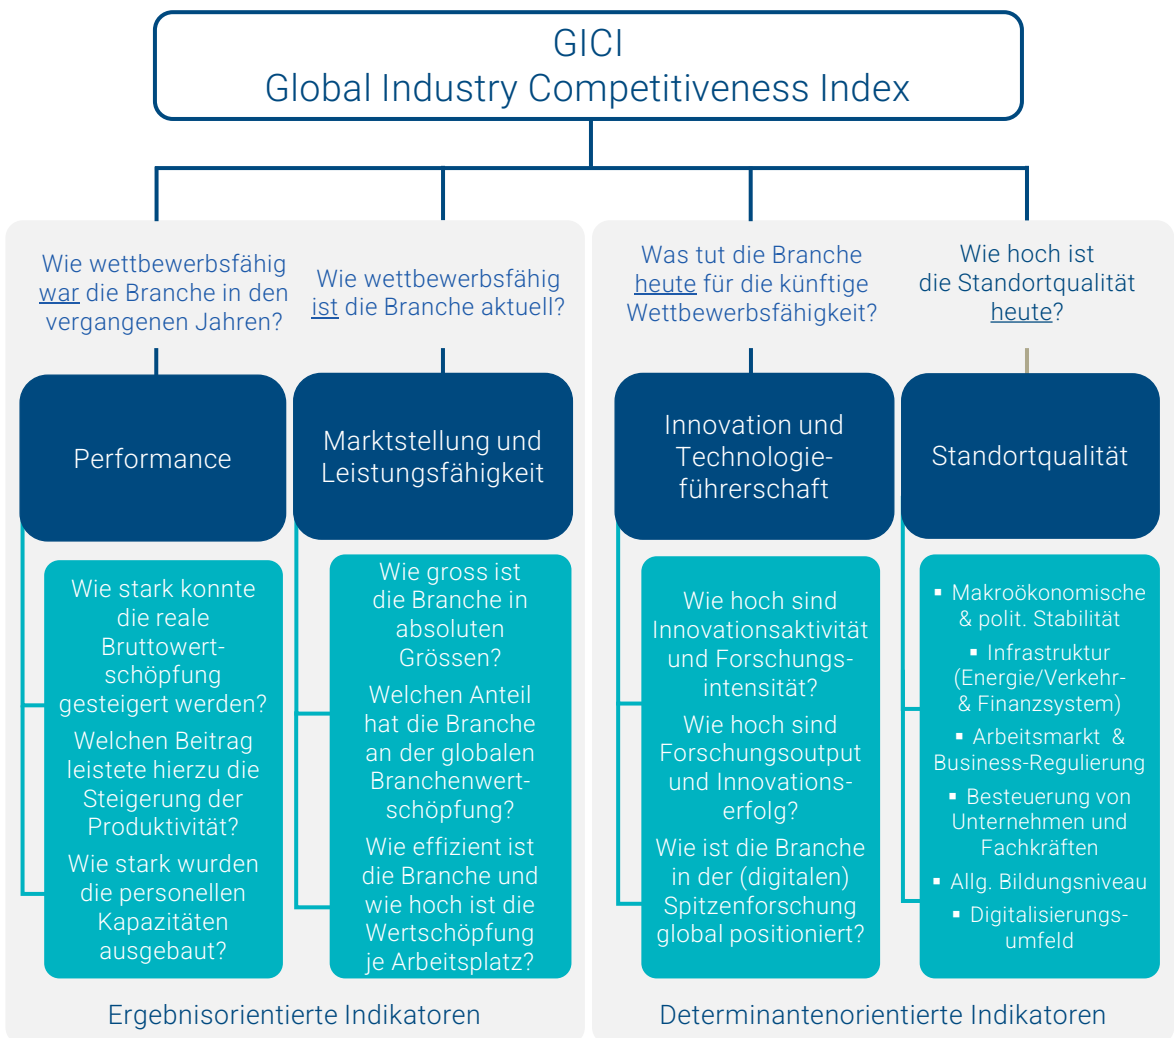 GICI
Global Industry Competitiveness Index
Wie wettbewerbsfähig
war die Branche in den
vergangenen Jahren?
Wie wettbewerbsfähig
ist die Branche aktuell?
Was tut die Branche
heute für die künftige
Wettbewerbsfähigkeit?
Wie hoch ist
die Standortqualität
heute?
Performance
Marktstellung und
Leistungsfähigkeit
Innovation und
Technologie-
führerschaft
Standortqualität
Wie stark konnte
die reale
Bruttowert-
schöpfung
gesteigert werden?
Welchen Beitrag
leistete hierzu die
Steigerung der
Produktivität?
Wie stark wurden
die personellen
Kapazitäten
ausgebaut?
Wie gross ist
die Branche in
absoluten
Grössen?
Welchen Anteil
hat die Branche
an der globalen
Branchenwert-
schöpfung?
Wie effizient ist
die Branche und
wie hoch ist die
Wertschöpfung
je Arbeitsplatz?
Wie hoch sind
Innovationsaktivität
und Forschungs-
intensität?
Wie hoch sind
Forschungsoutput
und Innovations-
erfolg?
Wie ist die Branche
in der (digitalen)
Spitzenforschung
global positioniert?
▪ Makroökonomische
& polit. Stabilität
▪ Infrastruktur
(Energie/Verkehr-
& Finanzsystem)
▪ Arbeitsmarkt &
Business-Regulierung
▪ Besteuerung von
Unternehmen und
Fachkräften
▪ Allg. Bildungsniveau
▪ Digitalisierungs-
umfeld
Ergebnisorientierte Indikatoren
Determinantenorientierte Indikatoren